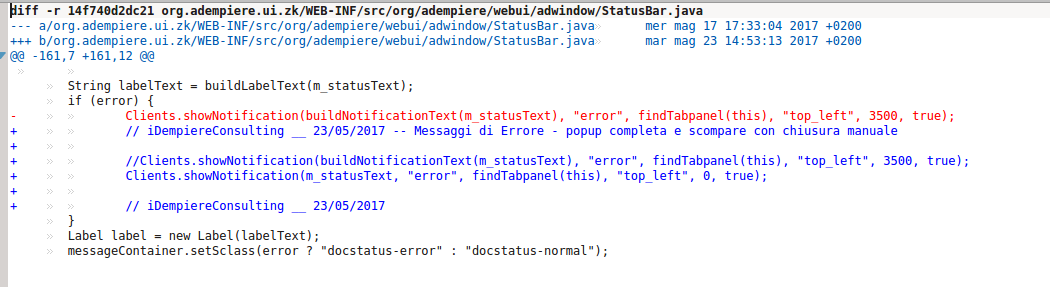 diff -r 14f740d2dc21 org.adempiere.ui.zk/WEB-INF/src/org/adempiere/webui/adwindow/StatusBar.java
--- a/org.adempiere.ui.zk/WEB-INF/src/org/adempiere/webui/adwindow/StatusBar.java» mer mag 17 17:33:04 2017 +0200
+++ b/org.adempiere.ui.zk/WEB-INF/src/org/adempiere/webui/adwindow/StatusBar.java» mar mag 23 14:53:13 2017 +0200
@@ -161,7 +161,12 @@
» »
» String labelText = buildLabelText(m_statusText);
» if (error) {
- » » Clients.showNotification(buildNotificationText(m_statusText), "error", findTabpanel(this), "top_left", 3500, true);
+ » » // iDempiereConsulting __ 23/05/2017 -- Messaggi di Errore - popup completa e scompare con chiusura manuale
+ » »
+ » » //Clients.showNotification(buildNotificationText(m_statusText), "error", findTabpanel(this), "top_left", 3500, true);
+ » » Clients.showNotification(m_statusText, "error", findTabpanel(this), "top_left", 0, true);
+ » »
+ » » // iDempiereConsulting __ 23/05/2017
» }
» Label label = new Label(labelText);
» messageContainer.setSclass(error ? "docstatus-error" : "docstatus-normal");